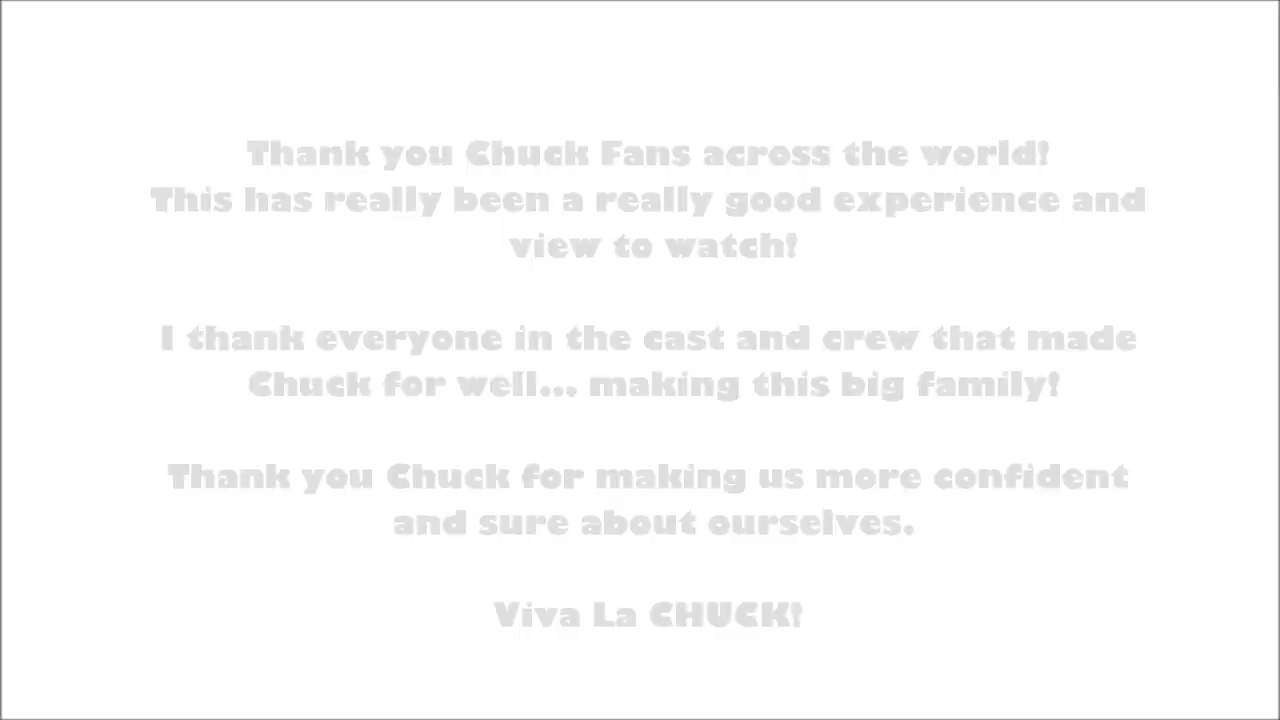 Thank you Chuck Fans across the world!
This has really been a really good experience and
view to watch!
I thank everyone in the cast and crew that made
Chuck for well... making this big family!
Thank you Chuck for making us more confident
and sure about ourselves.
Viva La CHUCK!